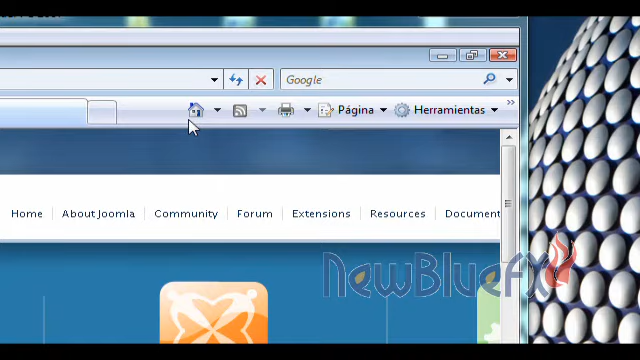 Google
Página Herramientas
Home About Joomla Community Forum Extensions Resources Document
NewBlueFX